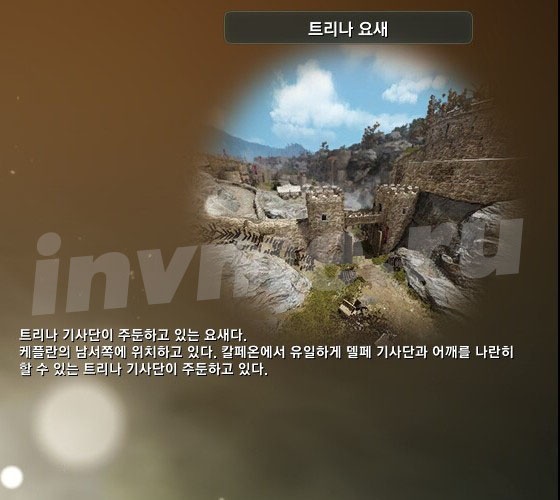 트리나 요새
트리나 기사단이 주둔하고 있는 요새다.
케플란의 남서쪽에 위치하고 있다. 칼페온에서 유일하게 델페 기사단과 어깨를 나란히
할 수 있는 트리나 기사단이 주둔하고 있다.